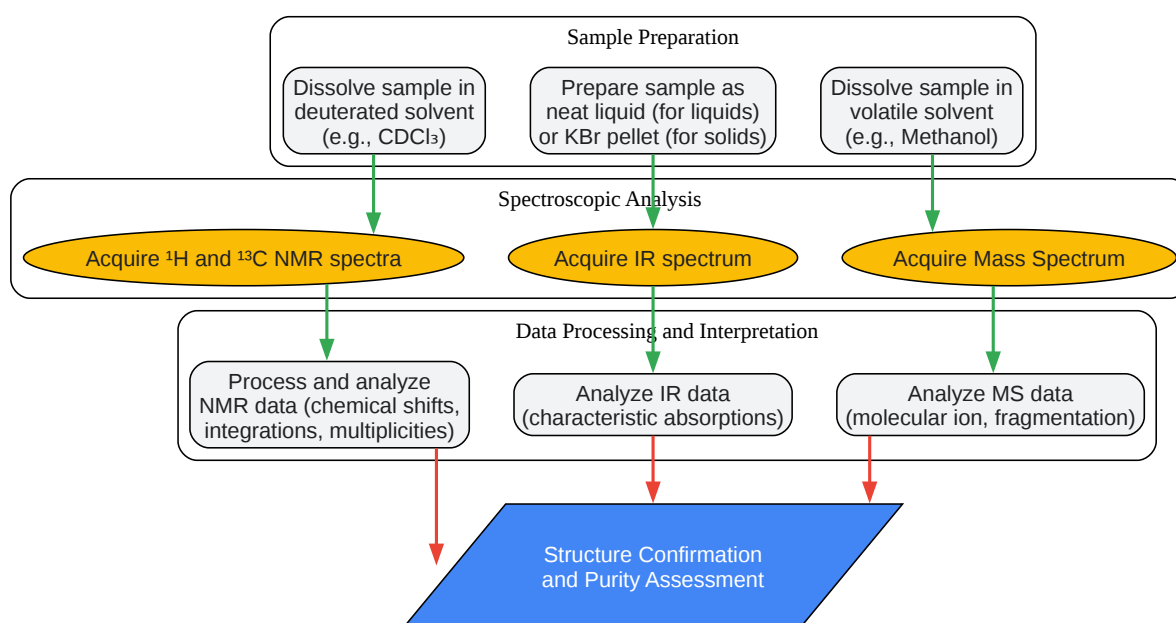 Sample Preparation
Dissolve sample in
deuterated solvent
(e.g., CDCl₃)
Prepare sample as
neat liquid (for liquids)
or KBr pellet (for solids)
Dissolve sample in
volatile solvent
(e.g., Methanol)
Spectroscopic Analysis
Acquire ¹H and ¹³C NMR spectra
Acquire IR spectrum
Acquire Mass Spectrum
Data Processing and Interpretation
Process and analyze
NMR data (chemical shifts,
integrations, multiplicities)
Analyze IR data
(characteristic absorptions)
Analyze MS data
(molecular ion, fragmentation)
Structure Confirmation
and Purity Assessment